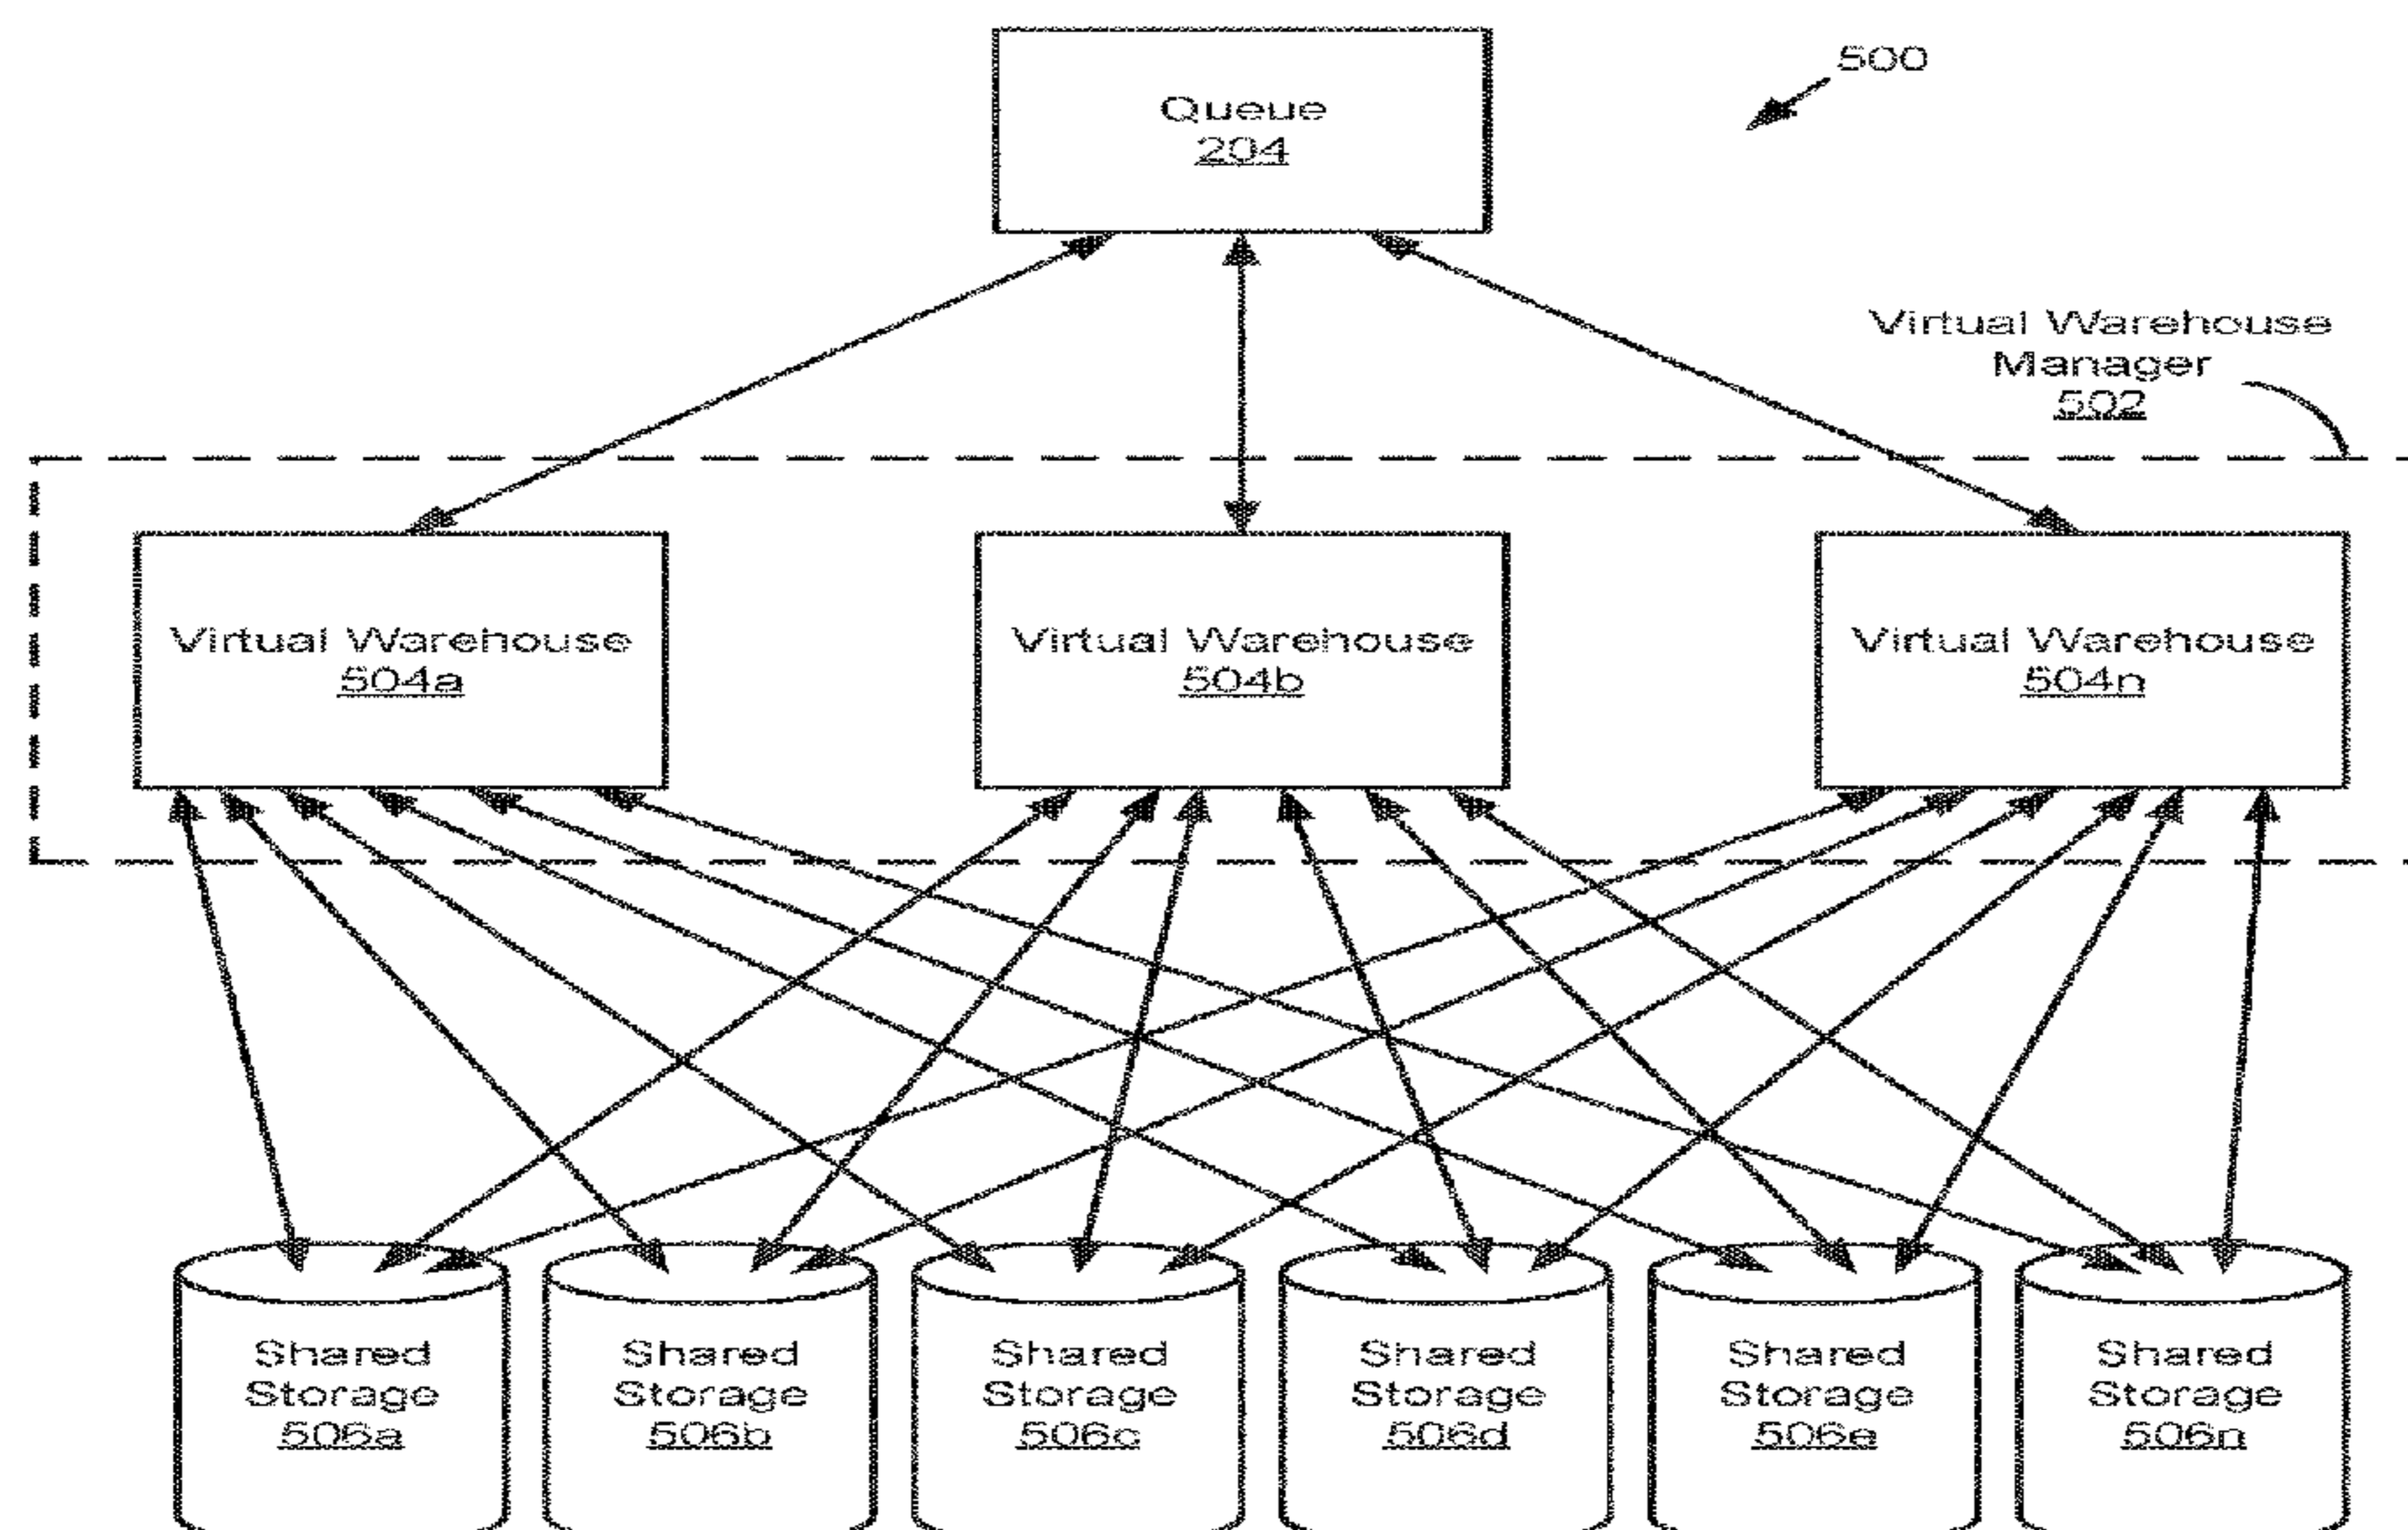 Queue
204
500
Virtual Warehouse
Manager
502
Virtual Warehouse
504a
Virtual Warehouse
504b
Virtual Warehouse
504n
Shared
Storage
506a
Shared
Storage
506b
Shared
Storage
506c
Shared
Storage
506d
Shared
Storage
506e
Shared
Storage
506n